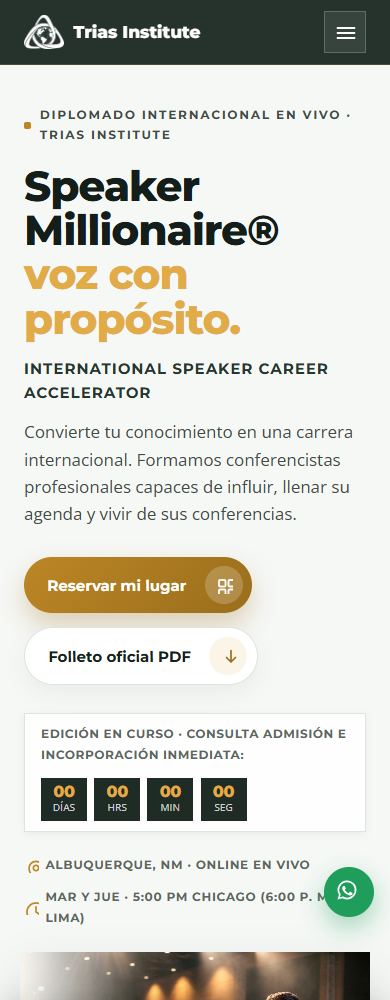 Trias Institute
DIPLOMADO INTERNACIONAL EN VIVO ·
TRIAS INSTITUTE
Speaker
Millionaire®
voz con
propósito.
INTERNATIONAL SPEAKER CAREER
ACCELERATOR
Convierte tu conocimiento en una carrera
internacional. Formamos conferencistas
profesionales capaces de influir, llenar su
agenda y vivir de sus conferencias.
Reservar mi lugar
Folleto oficial PDF
EDICIÓN EN CURSO · CONSULTA ADMISIÓN E
INCORPORACIÓN INMEDIATA:
00 00 00 00
DÍAS HRS MIN SEG
ALBUQUERQUE, NM · ONLINE EN VIVO
MAR Y JUE · 5:00 PM CHICAGO (6:00 P.
LIMA)